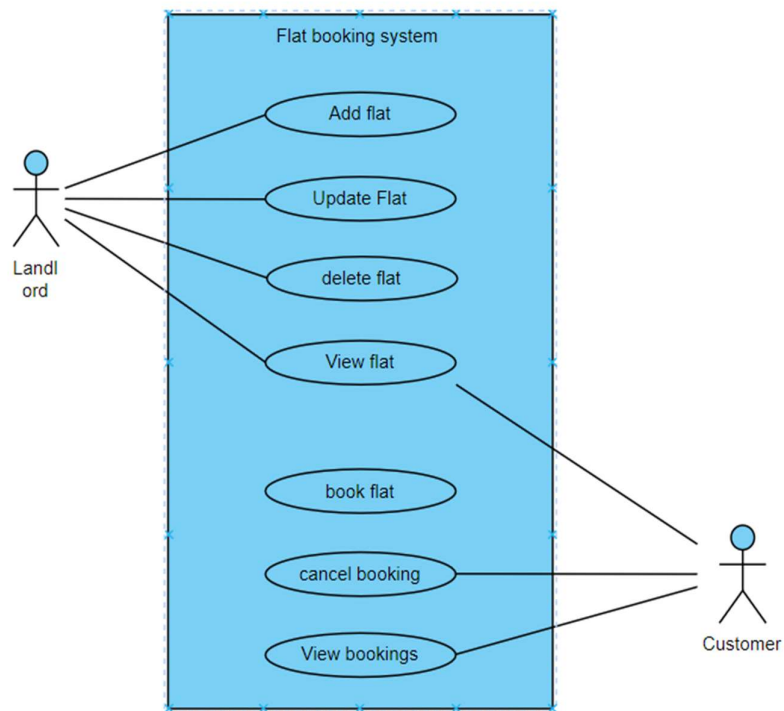 Flat booking system
Add flat
Update Flat
delete flat
Landl
ord
View flat
book flat
cancel booking
View bookings
Customer